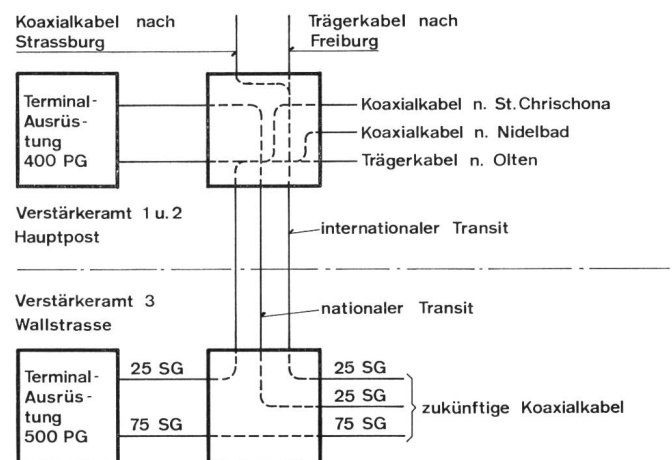 Koaxialkabel nach
Strassburg
Trägerkabel nach
Freiburg
Terminal-
Ausrüs-
tung
400 PG
Koaxialkabel n. St. Chrischona
Koaxialkabel n. Nidelbad
Trägerkabel n. Olten
Verstärkeramt 1 u. 2
Hauptpost
internationaler Transit
Verstärkeramt 3
Wallstrasse
nationaler Transit
Terminal-
Ausrüs-
tung
500 PG
25 SG
75 SG
25 SG
25 SG
75 SG
zukünftige Koaxialkabel